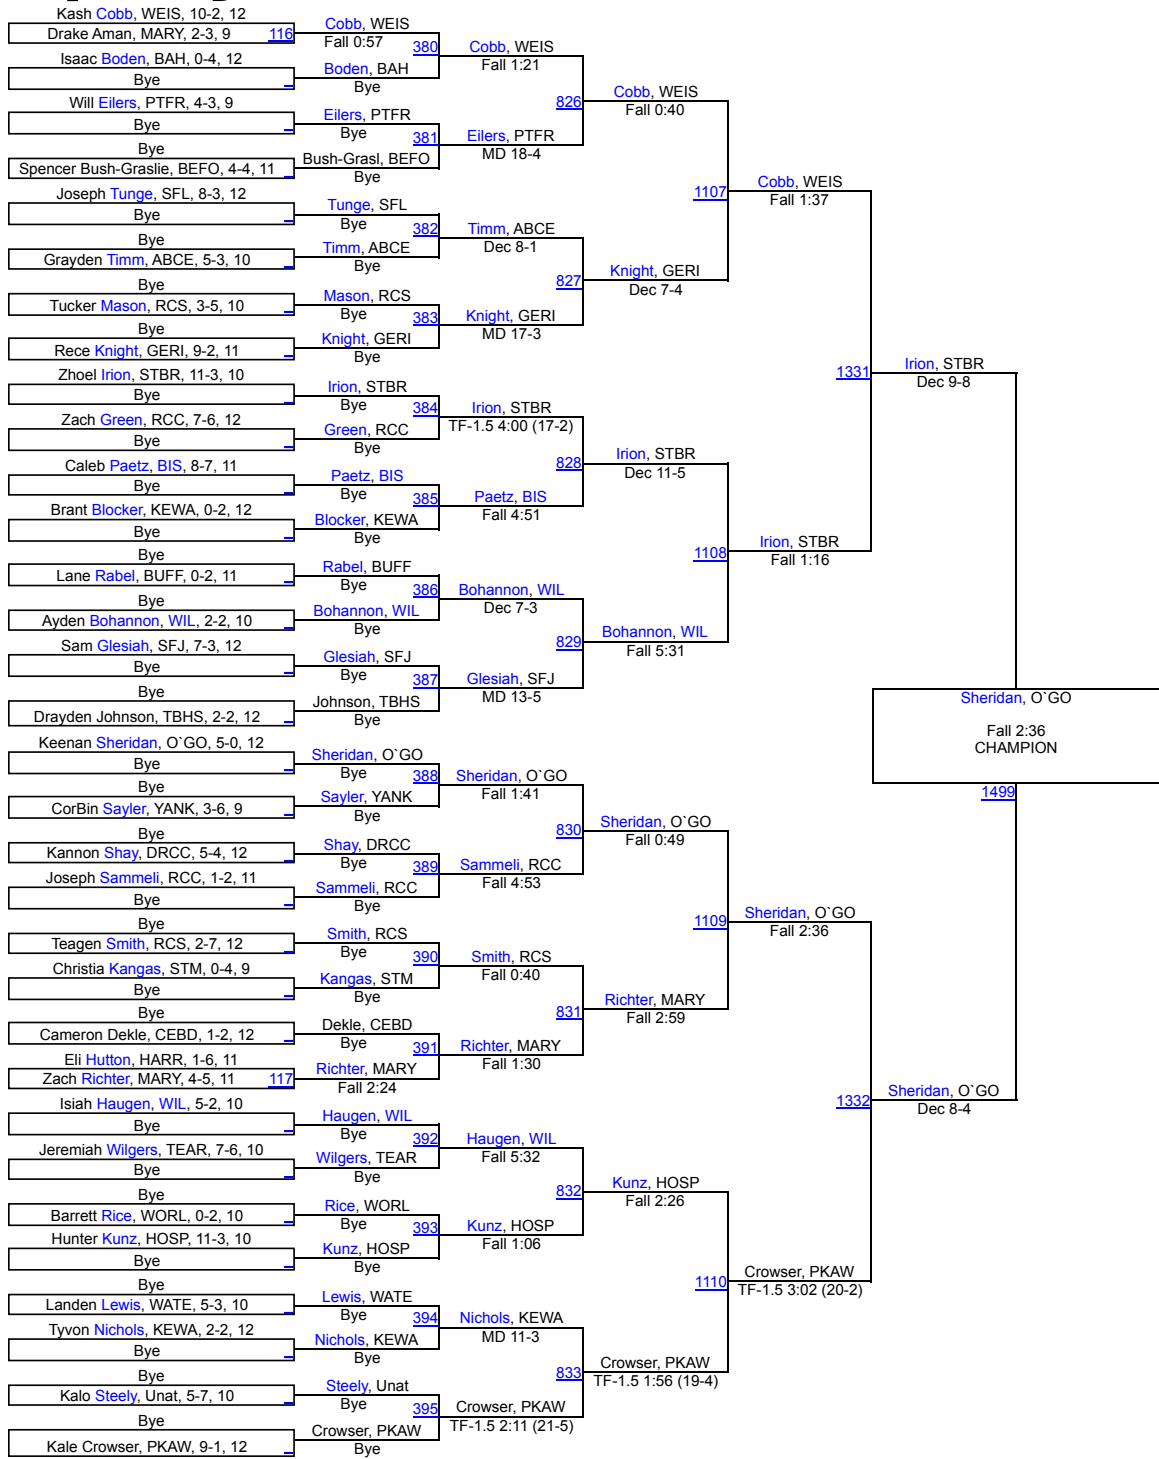 Kash Cobb, WEIS, 10-2, 12
Drake Aman, MARY, 2-3, 9 116
Isaac Boden, BAH, 0-4, 12
Bye
Will Eilers, PTFR, 4-3, 9
Bye
Bye
Spencer Bush-Graslie, BEFO, 4-4, 11
Joseph Tunge, SFL, 8-3, 12
Bye
Bye
Grayden Timm, ABCE, 5-3, 10
Bye
Tucker Mason, RCS, 3-5, 10
Bye
Rece Knight, GERI, 9-2, 11
Zhoel Irion, STBR, 11-3, 10
Bye
Zach Green, RCC, 7-6, 12
Bye
Caleb Paetz, BIS, 8-7, 11
Bye
Brant Blocker, KEWA, 0-2, 12
Bye
Bye
Lane Rabel, BUFF, 0-2, 11
Bye
Ayden Bohannon, WIL, 2-2, 10
Sam Glesiah, SFJ, 7-3, 12
Bye
Bye
Drayden Johnson, TBHS, 2-2, 12
Keenan Sheridan, O`GO, 5-0, 12
Bye
Bye
CorBin Sayler, YANK, 3-6, 9
Bye
Kannon Shay, DRCC, 5-4, 12
Joseph Sammeli, RCC, 1-2, 11
Bye
Bye
Teagen Smith, RCS, 2-7, 12
Christia Kangas, STM, 0-4, 9
Bye
Bye
Cameron Dekle, CEBD, 1-2, 12
Eli Hutton, HARR, 1-6, 11
Zach Richter, MARY, 4-5, 11 117
Isiah Haugen, WIL, 5-2, 10
Bye
Jeremiah Wilgers, TEAR, 7-6, 10
Bye
Bye
Barrett Rice, WORL, 0-2, 10
Hunter Kunz, HOSP, 11-3, 10
Bye
Bye
Landen Lewis, WATE, 5-3, 10
Tyvon Nichols, KEWA, 2-2, 12
Bye
Bye
Kalo Steely, Unat, 5-7, 10
Bye
Kale Crowser, PKAW, 9-1, 12
Cobb, WEIS
Fall 0:57
380
Boden, BAH
Bye
Eilers, PTFR
Bye
381
Bush-Grasl, BEFO
Bye
Tunge, SFL
Bye
382
Timm, ABCE
Bye
Mason, RCS
Bye
383
Knight, GERI
Bye
Irion, STBR
Bye
384
Green, RCC
Bye
Paetz, BIS
Bye
385
Blocker, KEWA
Bye
Rabel, BUFF
Bye
386
Bohannon, WIL
Bye
Glesiah, SFJ
Bye
387
Johnson, TBHS
Bye
Sheridan, O`GO
Bye
388
Sayler, YANK
Bye
Shay, DRCC
Bye
389
Sammeli, RCC
Bye
Smith, RCS
Bye
390
Kangas, STM
Bye
Dekle, CEBD
Bye
391
Richter, MARY
Fall 2:24
Haugen, WIL
Bye
392
Wilgers, TEAR
Bye
Rice, WORL
Bye
393
Kunz, HOSP
Bye
Lewis, WATE
Bye
394
Nichols, KEWA
Bye
Steely, Unat
Bye
395
Crowser, PKAW
Bye
Cobb, WEIS
Fall 1:21
826
Eilers, PTFR
MD 18-4
Timm, ABCE
Dec 8-1
827
Knight, GERI
MD 17-3
Irion, STBR
TF-1.5 4:00 (17-2)
828
Paetz, BIS
Fall 4:51
Bohannon, WIL
Dec 7-3
829
Glesiah, SFJ
MD 13-5
Sheridan, O`GO
Fall 1:41
830
Sammeli, RCC
Fall 4:53
Smith, RCS
Fall 0:40
831
Richter, MARY
Fall 1:30
Haugen, WIL
Fall 5:32
832
Kunz, HOSP
Fall 1:06
Nichols, KEWA
MD 11-3
833
Crowser, PKAW
TF-1.5 2:11 (21-5)
Cobb, WEIS
Fall 0:40
1107
Knight, GERI
Dec 7-4
Irion, STBR
Dec 11-5
1108
Bohannon, WIL
Fall 5:31
Sheridan, O`GO
Fall 0:49
1109
Richter, MARY
Fall 2:59
Kunz, HOSP
Fall 2:26
1110
Crowser, PKAW
TF-1.5 1:56 (19-4)
Cobb, WEIS
Fall 1:37
1331
Irion, STBR
Fall 1:16
Sheridan, O`GO
Fall 2:36
1332
Crowser, PKAW
TF-1.5 3:02 (20-2)
Irion, STBR
Dec 9-8
Sheridan, O`GO
Dec 8-4
Sheridan, O`GO
Fall 2:36
CHAMPION
1499